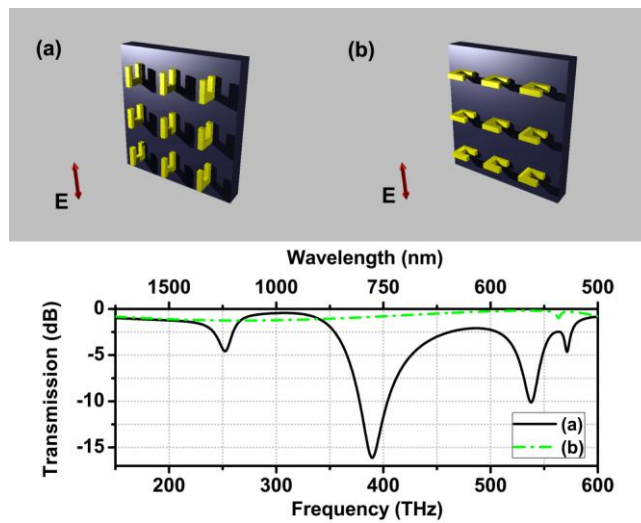 (a) (b)
E E
Wavelength (nm)
1500 1250 1000 750 600 500
0
-5
-10
-15
Transmission (dB)
(a)
(b)
200 300 400 500 600
Frequency (THz)